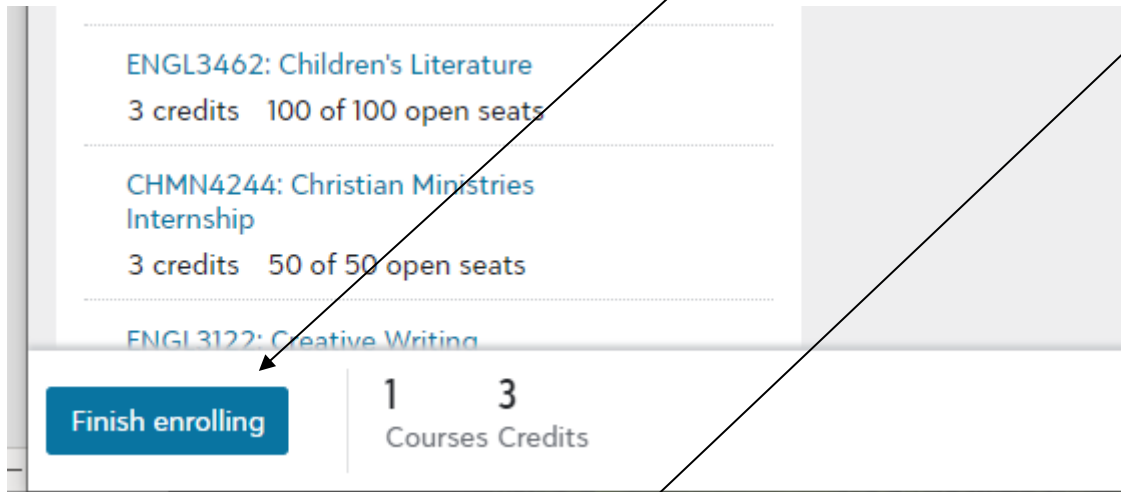 ENGL3462: Children's Literature
3 credits 100 of 100 open seats
CHMN4244: Christian Ministries
Internship
3 credits 50 of 50 open seats
ENGL3122: Creative Writing
Finish enrolling
1 3
Courses Credits